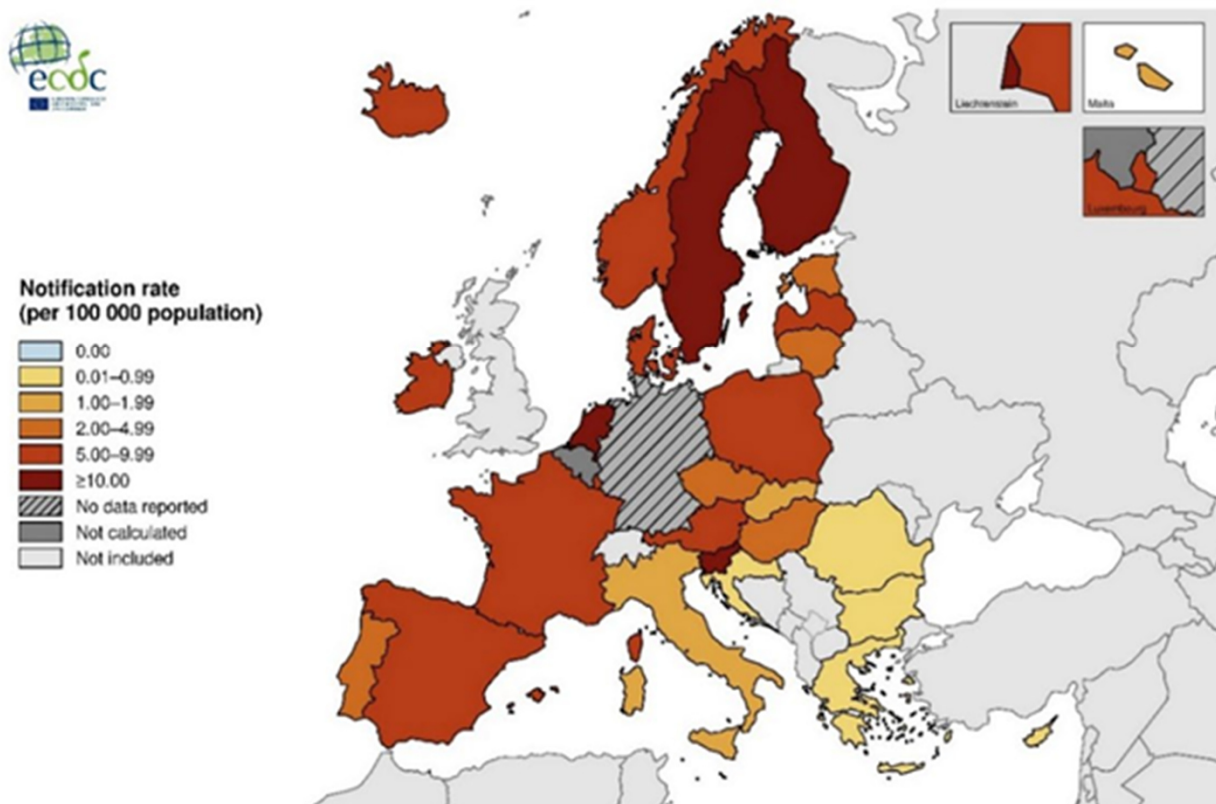 ecdc
Liechtenstein
Malta
Luxembourg
Notification rate
(per 100 000 population)
0.00
0.01–0.99
1.00–1.99
2.00–4.99
5.00–9.99
≥10.00
No data reported
Not calculated
Not included